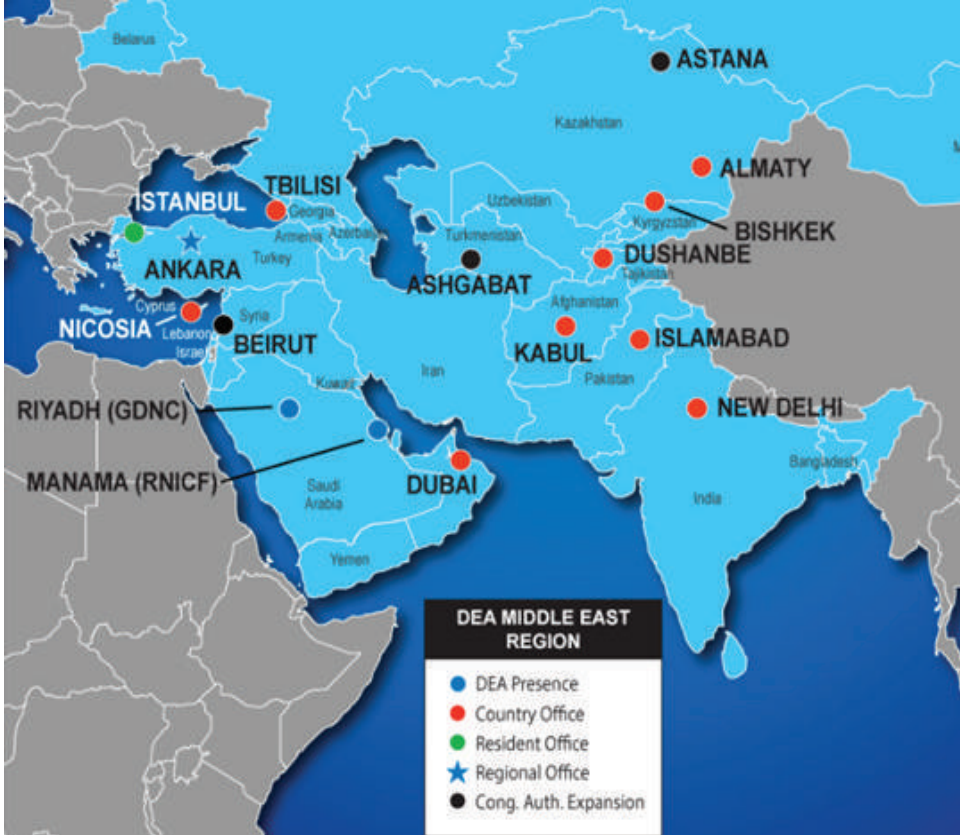 Belarus
ASTANA
Kazakhstan
M
ALMATY
TBILISI
ISTANBUL
Georgia
Uzbekistan
Kyrgyzstan
BISHKEK
Armenia
Azerbaijan
Turkmenistan
DUSHANBE
Tajikistan
ANKARA
Turkey
ASHGABAT
Cyprus
Syria
Afghanistan
NICOSIA
Lebanon
BEIRUT
Israel
KABUL
ISLAMABAD
Iran
Pakistan
Kuwait
RIYADH (GDNC)
NEW DELHI
MANAMA (RNICF)
DUBAI
Bangladesh
Saudi
Arabia
India
Yemen
DEA MIDDLE EAST
REGION
DEA Presence
Country Office
Resident Office
Regional Office
Cong. Auth. Expansion